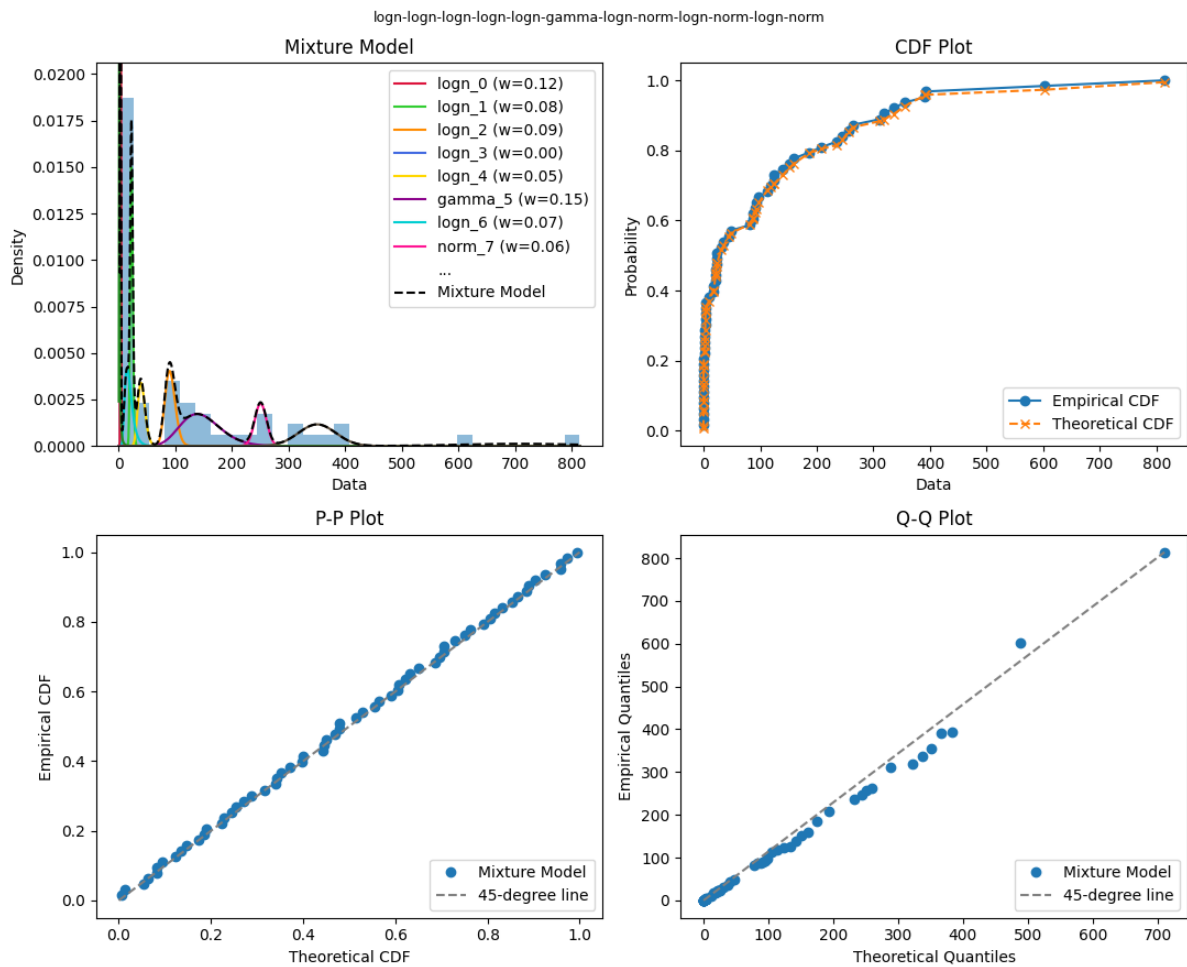 logn-logn-logn-logn-logn-gamma-logn-norm-logn-norm-logn-norm
Mixture Model
0.0200
0.0175
0.0150
0.0125
0.0100
0.0075
0.0050
0.0025
0.0000
Density
0 100 200 300 400 500 600 700 800
Data
logn_0 (w=0.12)
logn_1 (w=0.08)
logn_2 (w=0.09)
logn_3 (w=0.00)
logn_4 (w=0.05)
gamma_5 (w=0.15)
logn_6 (w=0.07)
norm_7 (w=0.06)
...
Mixture Model
CDF Plot
1.0
0.8
0.6
0.4
0.2
0.0
Probability
0 100 200 300 400 500 600 700 800
Data
Empirical CDF
Theoretical CDF
P-P Plot
1.0
0.8
0.6
0.4
0.2
0.0
Empirical CDF
0.0 0.2 0.4 0.6 0.8 1.0
Theoretical CDF
Mixture Model
45-degree line
Q-Q Plot
800
700
600
500
400
300
200
100
0
Empirical Quantiles
0 100 200 300 400 500 600 700
Theoretical Quantiles
Mixture Model
45-degree line